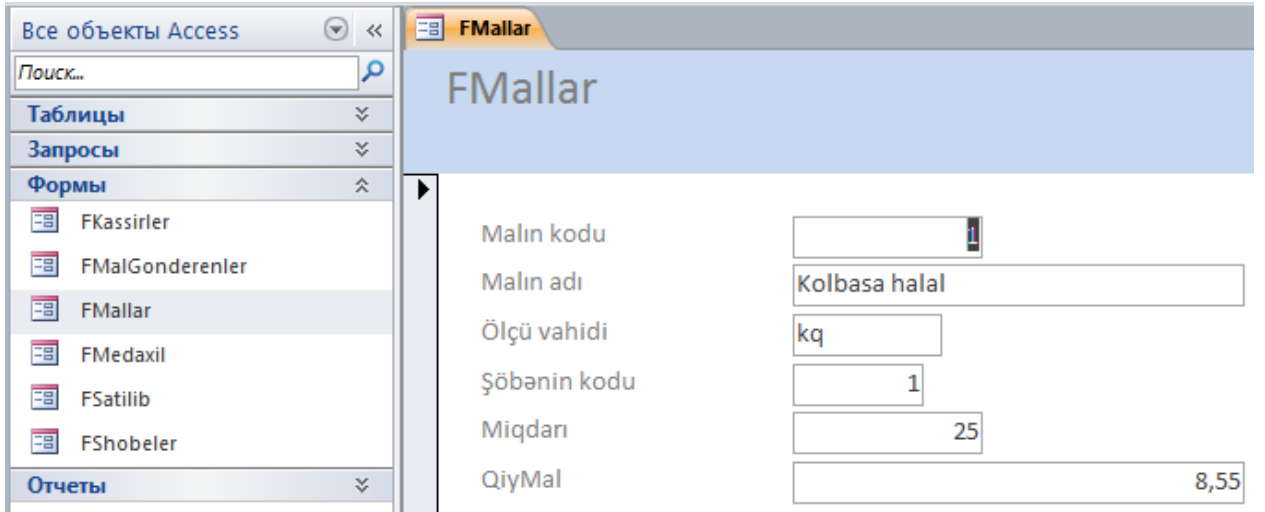 Все объекты Access
Поиск...
Таблицы
Запросы
Формы
FKassirler
FMalGonderenler
FMallar
FMedaxil
FSatilib
FShobeler
Отчеты
FMallar
FMallar
Malın kodu 1
Malın adı Kolbasa halal
Ölçü vahidi kq
Şöbənin kodu 1
Miqdarı 25
QiyMal 8,55